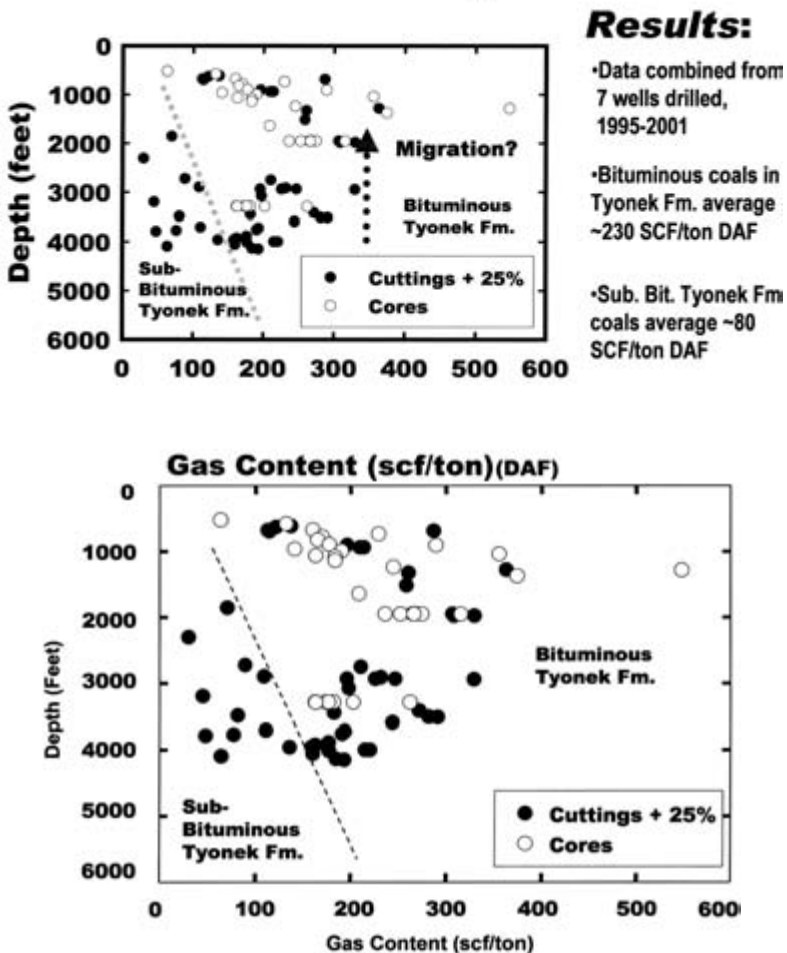 Results:
•Data combined from
7 wells drilled,
1995-2001
•Bituminous coals in
Tyonek Fm. average
~230 SCF/ton DAF
•Sub. Bit. Tyonek Fm
coals average ~80
SCF/ton DAF
Depth (feet)
0
1000
2000
3000
4000
5000
6000
Migration?
Bituminous
Tyonek Fm.
Sub-
Bituminous
Tyonek Fm.
Cuttings + 25%
Cores
0 100 200 300 400 500 600
Gas Content (scf/ton)(DAF)
Depth (Feet)
0
1000
2000
3000
4000
5000
6000
Bituminous
Tyonek Fm.
Sub-
Bituminous
Tyonek Fm.
Cuttings + 25%
Cores
0 100 200 300 400 500 600
Gas Content (scf/ton)